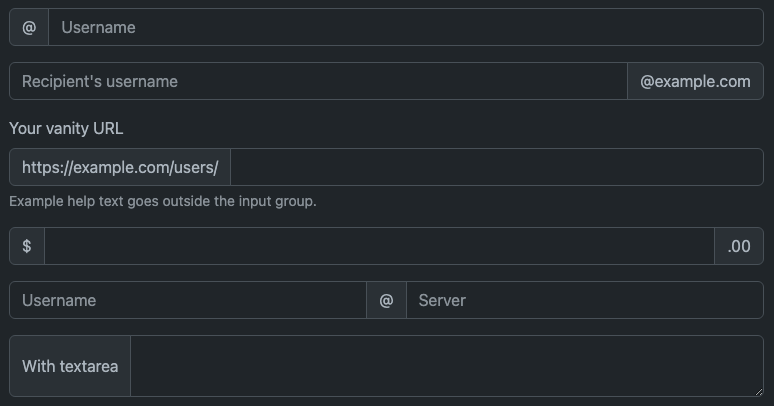 @ Username
Recipient's username @example.com
Your vanity URL
https://example.com/users/
Example help text goes outside the input group.
$ .00
Username @ Server
With textarea